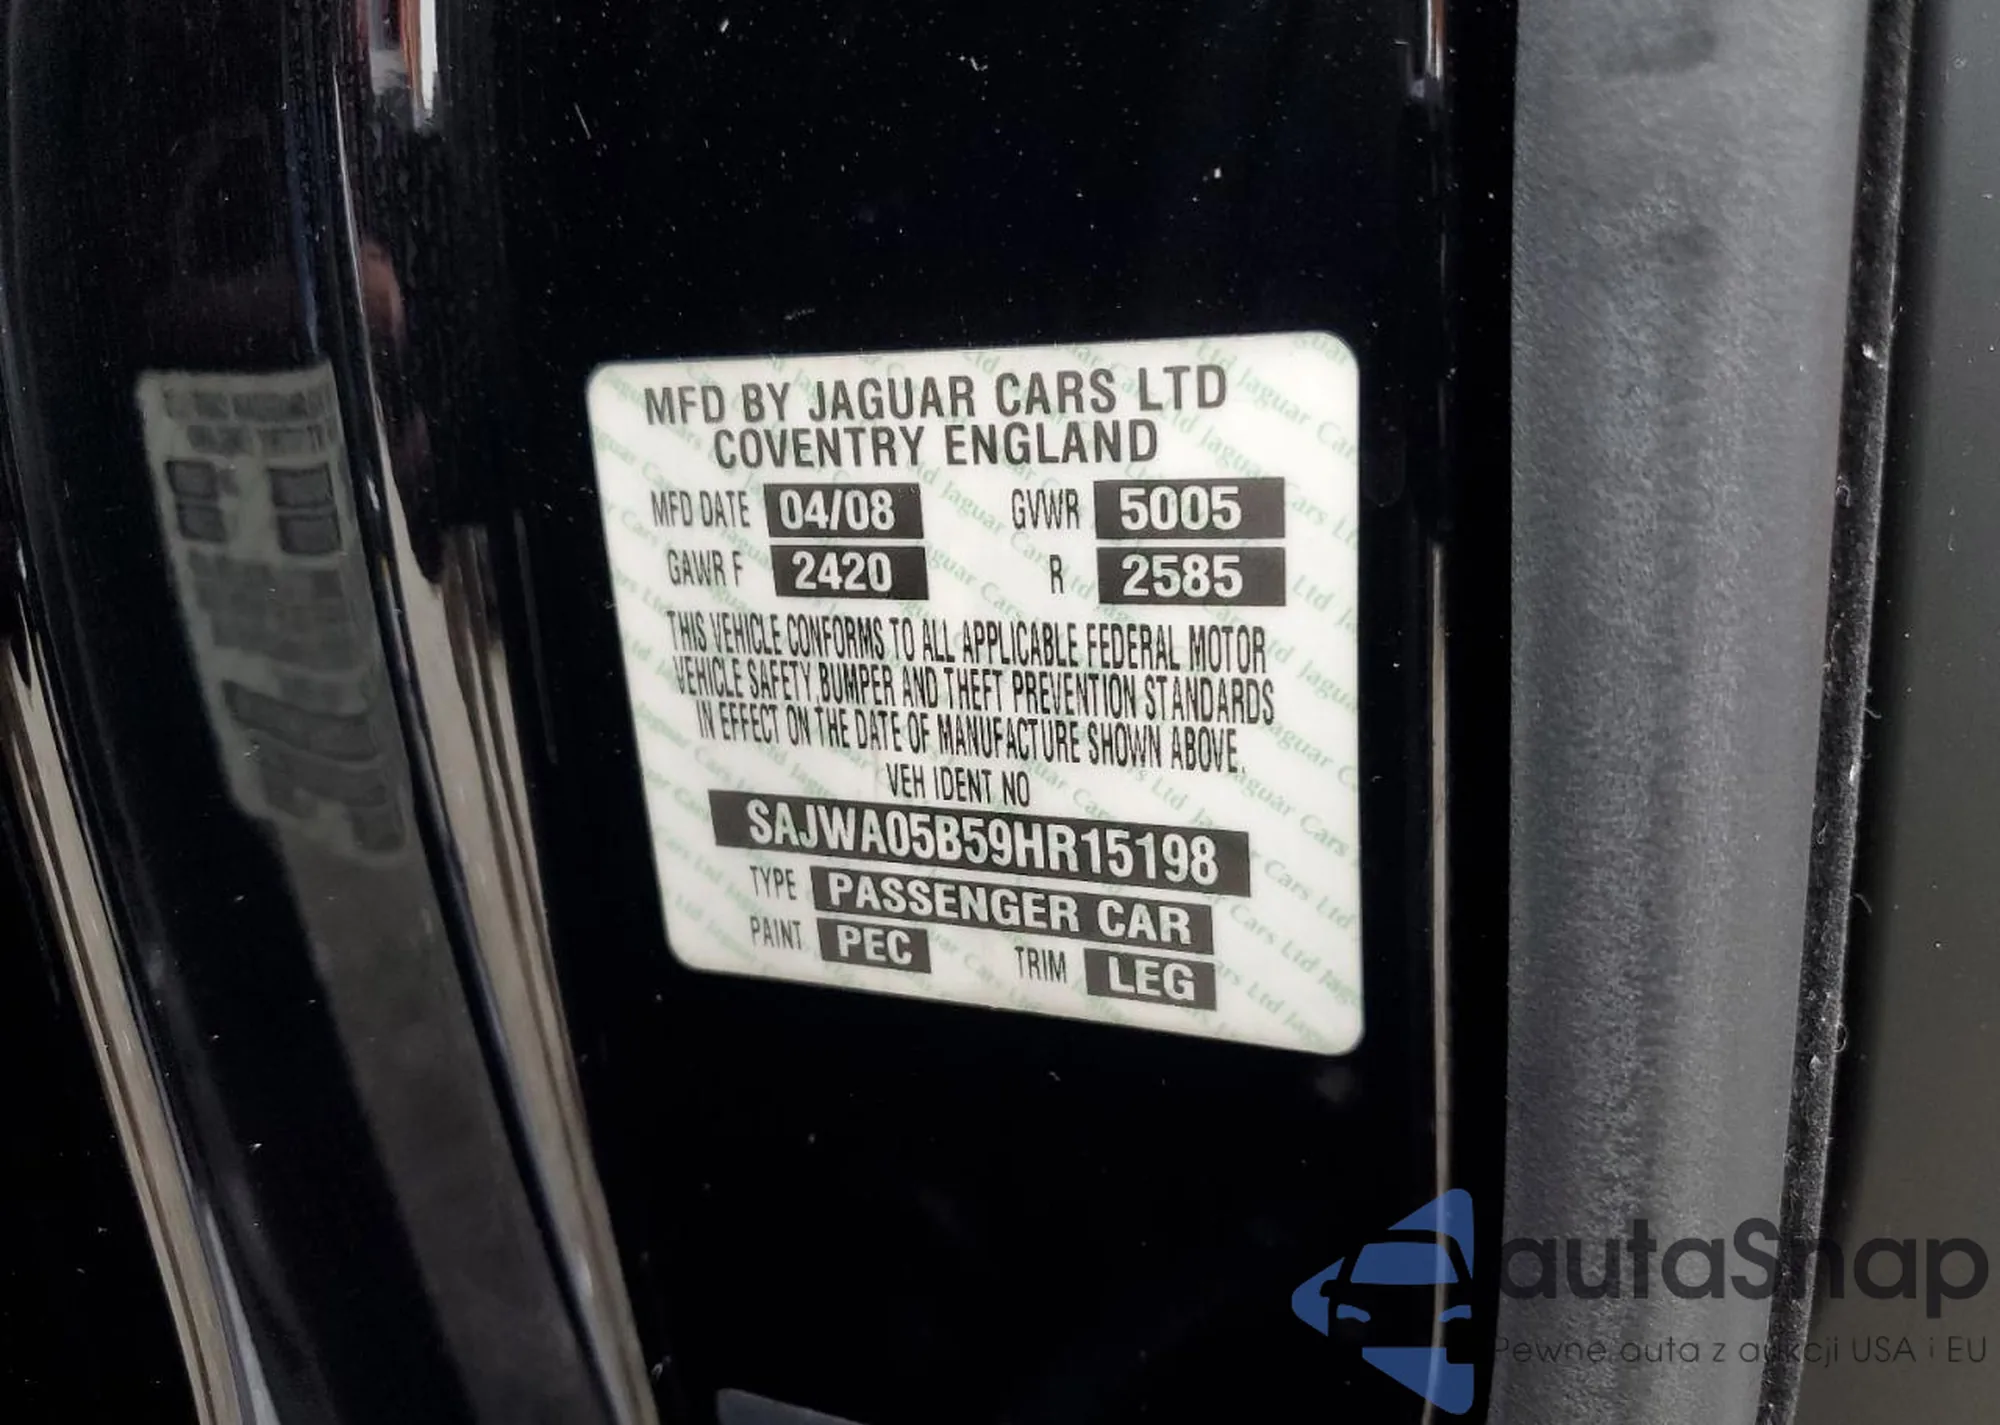 MFD BY JAGUAR CARS LTD
COVENTRY ENGLAND
MFD DATE 04/08 GVWR 5005
GAWR F 2420 R 2585
THIS VEHICLE CONFORMS TO ALL APPLICABLE FEDERAL MOTOR
VEHICLE SAFETY, BUMPER AND THEFT PREVENTION STANDARDS
IN EFFECT ON THE DATE OF MANUFACTURE SHOWN ABOVE.
VEH IDENT NO
SAJWA05B59HR15198
TYPE PASSENGER CAR
PAINT PEC TRIM LEG
autaSnap
Pewne auta z aukcji USA i EU